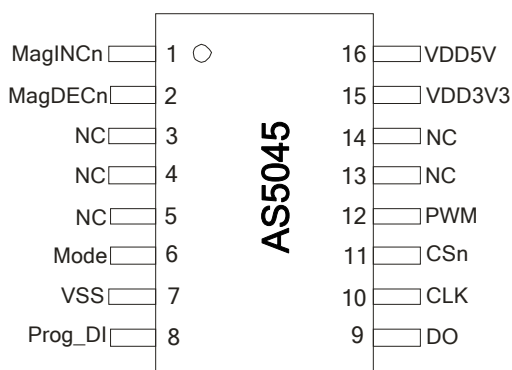 MagINCn 1 16 VDD5V
MagDECn 2 15 VDD3V3
NC 3 14 NC
NC 4 13 NC
NC 5 12 PWM
Mode 6 11 CSn
VSS 7 10 CLK
Prog_DI 8 9 DO
AS5045